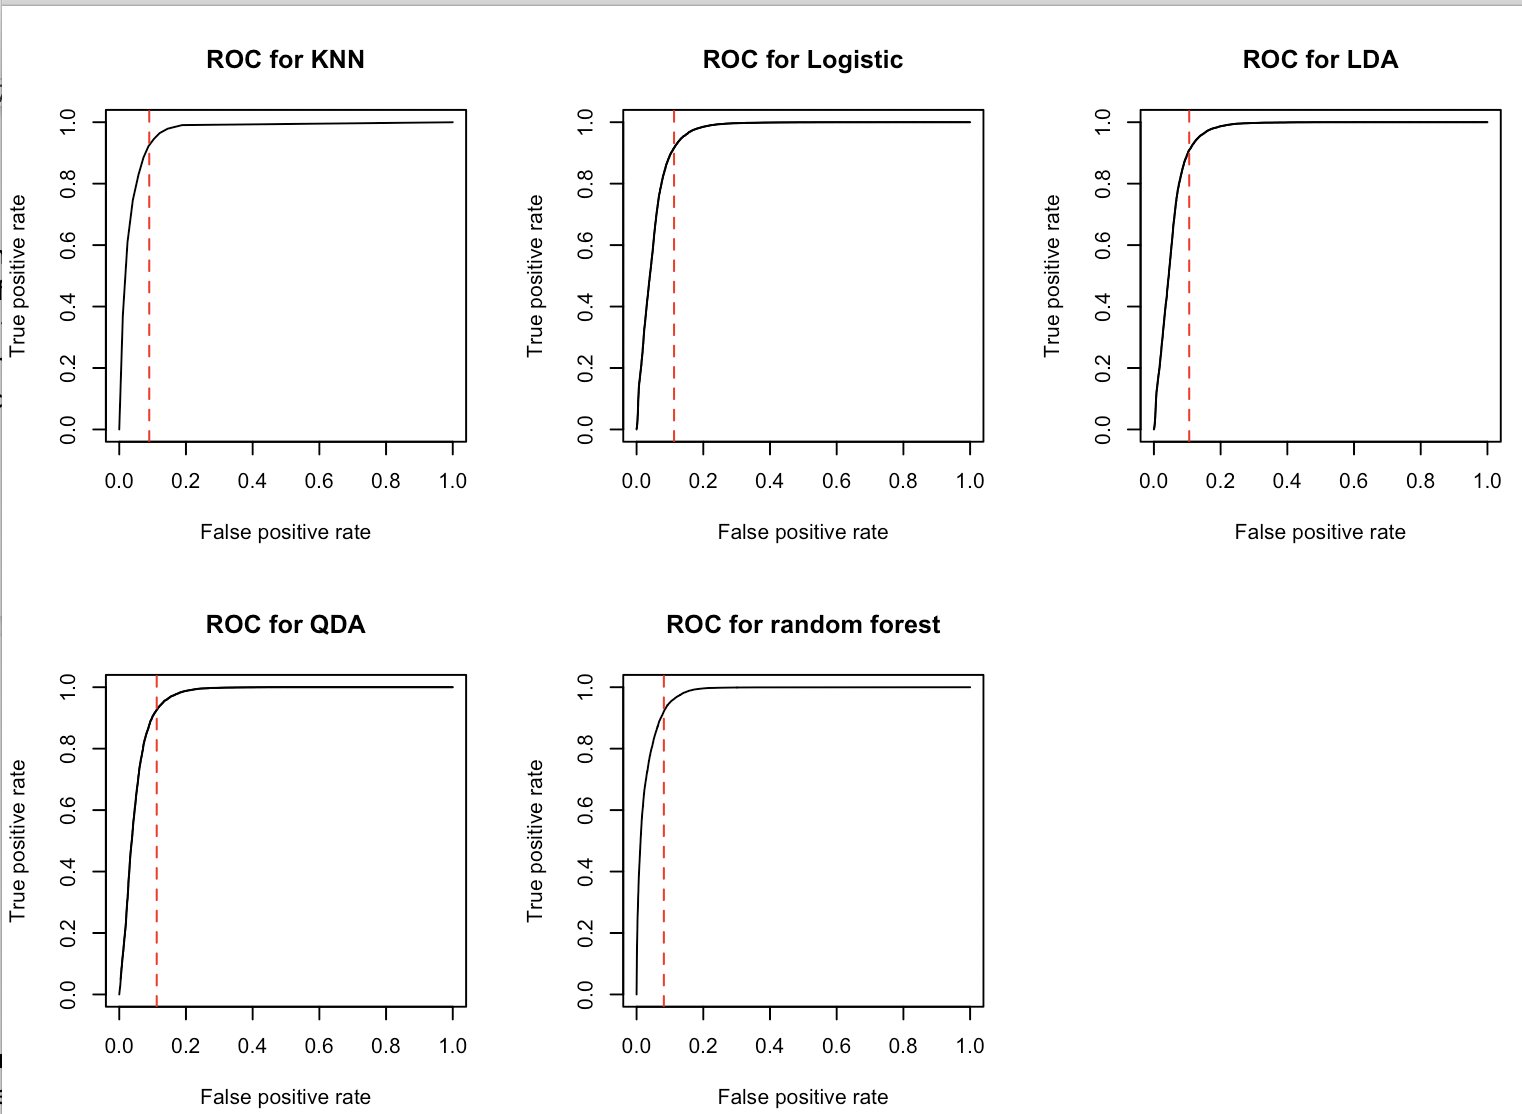 ROC for KNN
True positive rate
1.0
0.8
0.6
0.4
0.2
0.0
0.0 0.2 0.4 0.6 0.8 1.0
False positive rate
ROC for Logistic
True positive rate
1.0
0.8
0.6
0.4
0.2
0.0
0.0 0.2 0.4 0.6 0.8 1.0
False positive rate
ROC for LDA
True positive rate
1.0
0.8
0.6
0.4
0.2
0.0
0.0 0.2 0.4 0.6 0.8 1.0
False positive rate
ROC for QDA
True positive rate
1.0
0.8
0.6
0.4
0.2
0.0
0.0 0.2 0.4 0.6 0.8 1.0
False positive rate
ROC for random forest
True positive rate
1.0
0.8
0.6
0.4
0.2
0.0
0.0 0.2 0.4 0.6 0.8 1.0
False positive rate